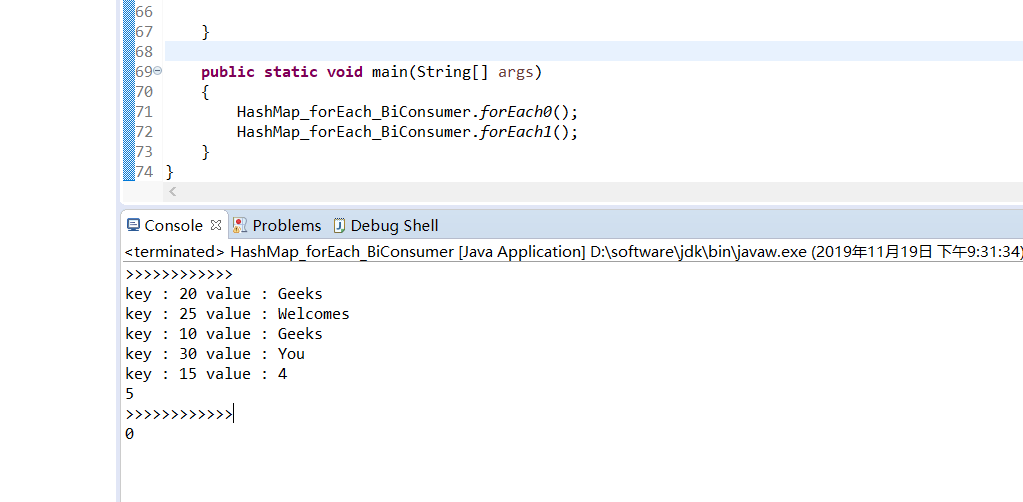 66
67 }
68
69 public static void main(String[] args)
70 {
71 HashMap_forEach_BiConsumer.forEach0();
72 HashMap_forEach_BiConsumer.forEach1();
73 }
74 }
Console Problems Debug Shell
<terminated> HashMap_forEach_BiConsumer [Java Application] D:\software\jdk\bin\javaw.exe (2019年11月19日 下午9:31:34)
>>>>>>>>>>>>
key : 20 value : Geeks
key : 25 value : Welcomes
key : 10 value : Geeks
key : 30 value : You
key : 15 value : 4
5
>>>>>>>>>>>>
0